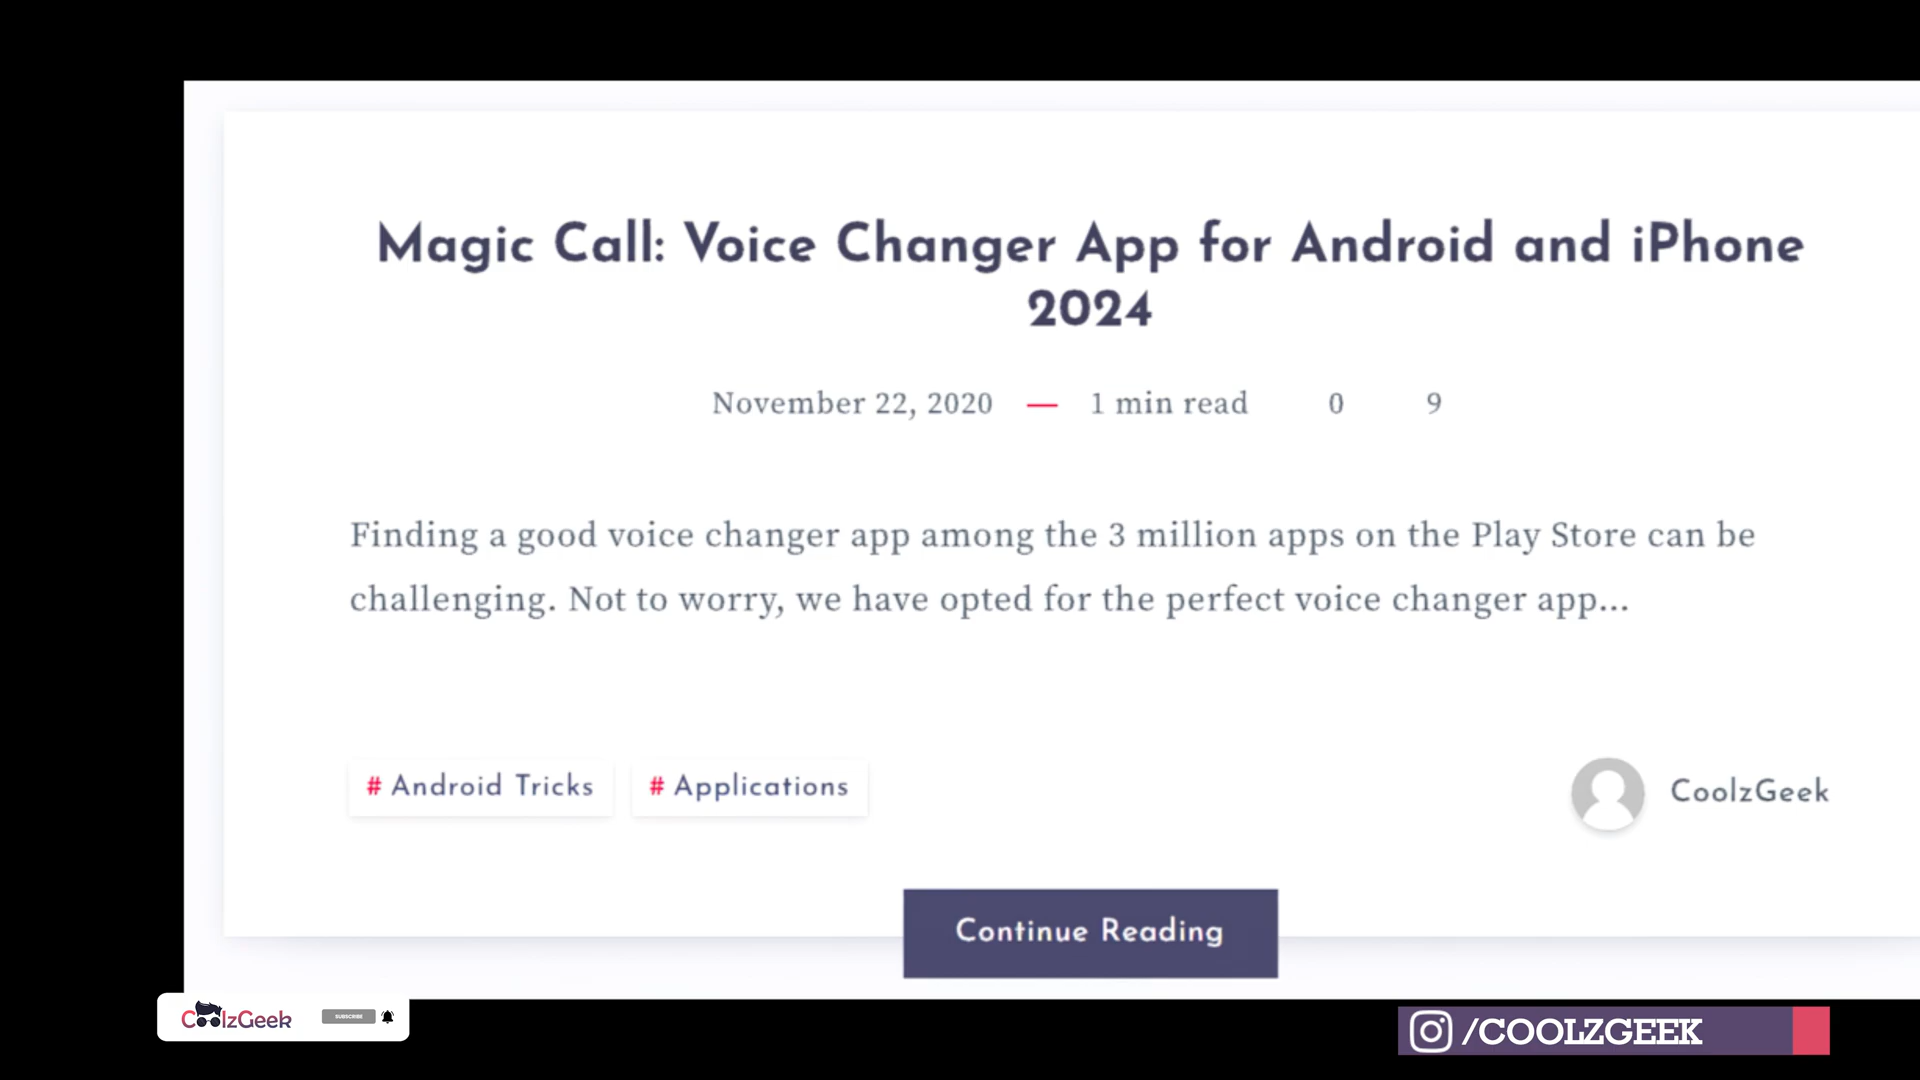 Magic Call: Voice Changer App for Android and iPhone
2024
November 22, 2020 — 1 min read 0 9
Finding a good voice changer app among the 3 million apps on the Play Store can be
challenging. Not to worry, we have opted for the perfect voice changer app...
# Android Tricks # Applications
CoolzGeek
Continue Reading
CoolzGeek SUBSCRIBE
/COOLZGEEK